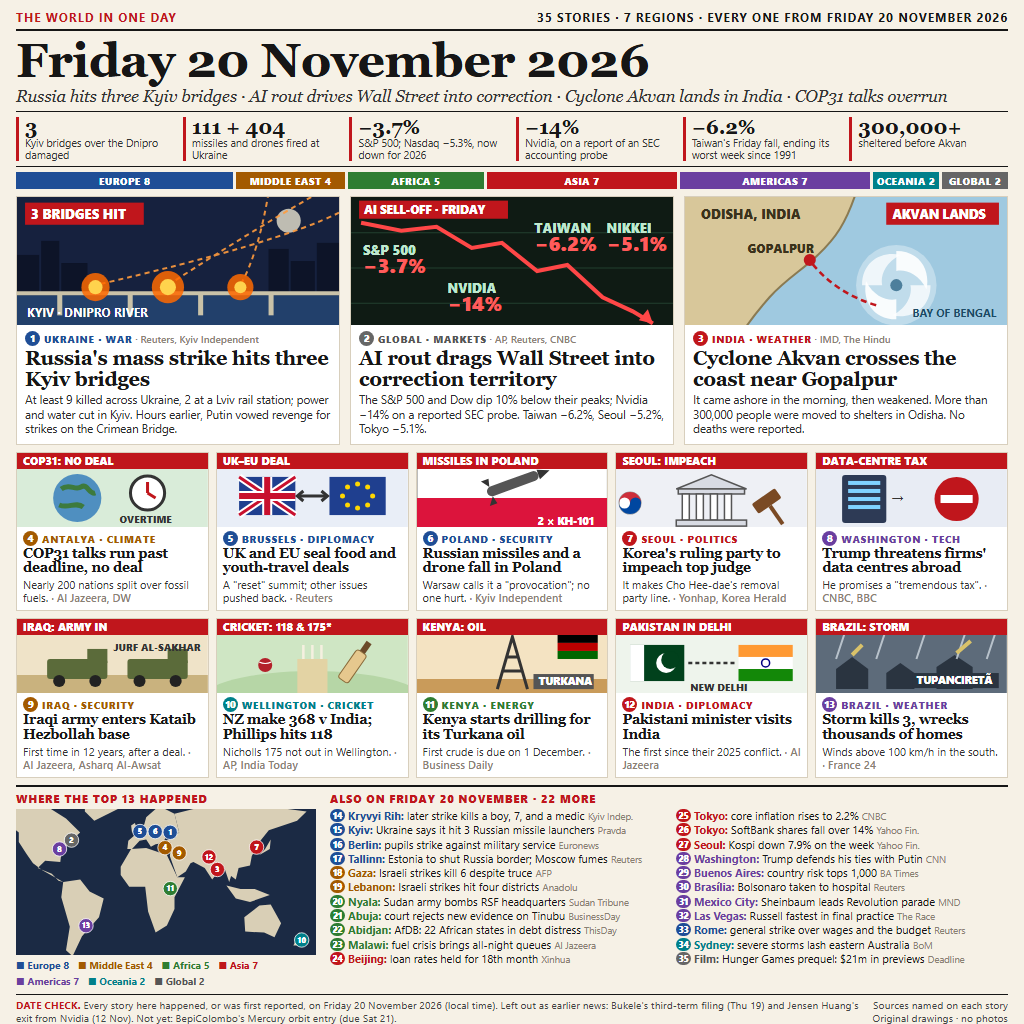 THE WORLD IN ONE DAY
35 STORIES · 7 REGIONS · EVERY ONE FROM FRIDAY 20 NOVEMBER 2026
Friday 20 November 2026
Russia hits three Kyiv bridges · AI rout drives Wall Street into correction · Cyclone Akvan lands in India · COP31 talks overrun
3
Kyiv bridges over the Dnipro
damaged
111 + 404
missiles and drones fired at
Ukraine
−3.7%
S&P 500; Nasdaq −5.3%, now
down for 2026
−14%
Nvidia, on a report of an SEC
accounting probe
−6.2%
Taiwan's Friday fall, ending its
worst week since 1991
300,000+
sheltered before Akvan
EUROPE 8
MIDDLE EAST 4
AFRICA 5
ASIA 7
AMERICAS 7
OCEANIA 2
GLOBAL 2
3 BRIDGES HIT
KYIV · DNIPRO RIVER
1 UKRAINE · WAR · Reuters, Kyiv Independent
Russia's mass strike hits three
Kyiv bridges
At least 9 killed across Ukraine, 2 at a Lviv rail station; power
and water cut in Kyiv. Hours earlier, Putin vowed revenge for
strikes on the Crimean Bridge.
AI SELL-OFF · FRIDAY
S&P 500
−3.7%
NVIDIA
−14%
TAIWAN
−6.2%
NIKKEI
−5.1%
2 GLOBAL · MARKETS · AP, Reuters, CNBC
AI rout drags Wall Street into
correction territory
The S&P 500 and Dow dip 10% below their peaks; Nvidia
−14% on a reported SEC probe. Taiwan −6.2%, Seoul −5.2%,
Tokyo −5.1%.
ODISHA, INDIA
AKVAN LANDS
GOPALPUR
BAY OF BENGAL
3 INDIA · WEATHER · IMD, The Hindu
Cyclone Akvan crosses the
coast near Gopalpur
It came ashore in the morning, then weakened. More than
300,000 people were moved to shelters in Odisha. No
deaths were reported.
COP31: NO DEAL
OVERTIME
4 ANTALYA · CLIMATE
COP31 talks run past
deadline, no deal
Nearly 200 nations split over fossil
fuels. · Al Jazeera, DW
UK–EU DEAL
5 BRUSSELS · DIPLOMACY
UK and EU seal food and
youth-travel deals
A "reset" summit; other issues
pushed back. · Reuters
MISSILES IN POLAND
2 × KH-101
6 POLAND · SECURITY
Russian missiles and a
drone fall in Poland
Warsaw calls it a "provocation"; no
one hurt. · Kyiv Independent
SEOUL: IMPEACH
7 SEOUL · POLITICS
Korea's ruling party to
impeach top judge
It makes Cho Hee-dae's removal
party line. · Yonhap, Korea Herald
DATA-CENTRE TAX
→
8 WASHINGTON · TECH
Trump threatens firms'
data centres abroad
He promises a "tremendous tax". ·
CNBC, BBC
IRAQ: ARMY IN
JURF AL-SAKHAR
9 IRAQ · SECURITY
Iraqi army enters Kataib
Hezbollah base
First time in 12 years, after a deal. ·
Al Jazeera, Asharq Al-Awsat
CRICKET: 118 & 175*
10 WELLINGTON · CRICKET
NZ make 368 v India;
Phillips hits 118
Nicholls 175 not out in Wellington. ·
AP, India Today
KENYA: OIL
TURKANA
11 KENYA · ENERGY
Kenya starts drilling for
its Turkana oil
First crude is due on 1 December. ·
Business Daily
PAKISTAN IN DELHI
NEW DELHI
12 INDIA · DIPLOMACY
Pakistani minister visits
India
The first since their 2025 conflict. · Al
Jazeera
BRAZIL: STORM
TUPANCIRETÃ
13 BRAZIL · WEATHER
Storm kills 3, wrecks
thousands of homes
Winds above 100 km/h in the south.
· France 24
WHERE THE TOP 13 HAPPENED
2
8
5
6
1
4
9
12
3
7
11
13
10
Europe 8
Middle East 4
Africa 5
Asia 7
Americas 7
Oceania 2
Global 2
ALSO ON FRIDAY 20 NOVEMBER · 22 MORE
14 Kryvyi Rih: later strike kills a boy, 7, and a medic Kyiv Indep.
15 Kyiv: Ukraine says it hit 3 Russian missile launchers Pravda
16 Berlin: pupils strike against military service Euronews
17 Tallinn: Estonia to shut Russia border; Moscow fumes Reuters
18 Gaza: Israeli strikes kill 6 despite truce AFP
19 Lebanon: Israeli strikes hit four districts Anadolu
20 Nyala: Sudan army bombs RSF headquarters Sudan Tribune
21 Abuja: court rejects new evidence on Tinubu BusinessDay
22 Abidjan: AfDB: 22 African states in debt distress ThisDay
23 Malawi: fuel crisis brings all-night queues Al Jazeera
24 Beijing: loan rates held for 18th month Xinhua
25 Tokyo: core inflation rises to 2.2% CNBC
26 Tokyo: SoftBank shares fall over 14% Yahoo Fin.
27 Seoul: Kospi down 7.9% on the week Yahoo Fin.
28 Washington: Trump defends his ties with Putin CNN
29 Buenos Aires: country risk tops 1,000 BA Times
30 Brasília: Bolsonaro taken to hospital Reuters
31 Mexico City: Sheinbaum leads Revolution parade MND
32 Las Vegas: Russell fastest in final practice The Race
33 Rome: general strike over wages and the budget Reuters
34 Sydney: severe storms lash eastern Australia BoM
35 Film: Hunger Games prequel: $21m in previews Deadline
DATE CHECK. Every story here happened, or was first reported, on Friday 20 November 2026 (local time). Left out as earlier news: Bukele's third-term filing (Thu 19) and Jensen Huang's
exit from Nvidia (12 Nov). Not yet: BepiColombo's Mercury orbit entry (due Sat 21).
Sources named on each story
Original drawings · no photos